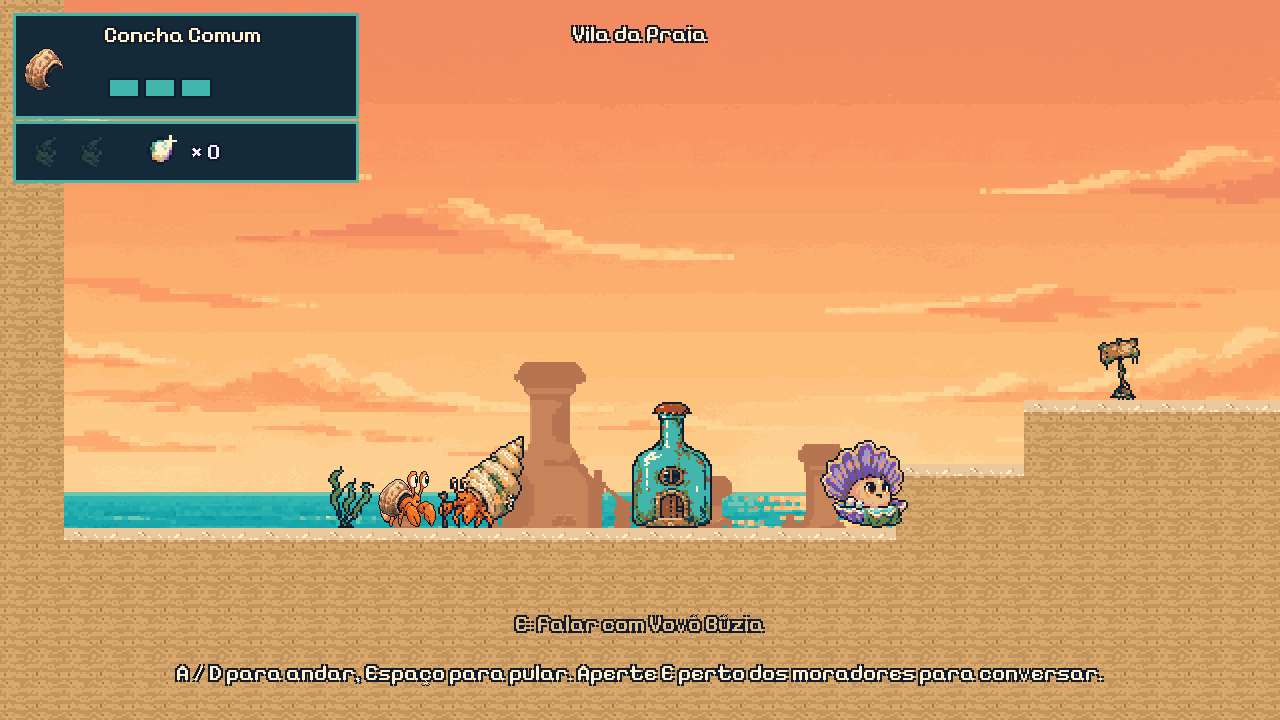 Concha Comum
Vila da Praia
× 0
E: Falar com Vovó Búzia
A / D para andar, Espaço para pular. Aperte E perto dos moradores para conversar.